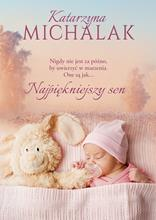 Katarzyna
MICHALAK
Nigdy nie jest za późno,
by uwierzyć w marzenia.
One są jak...
Najpiękniejszy sen